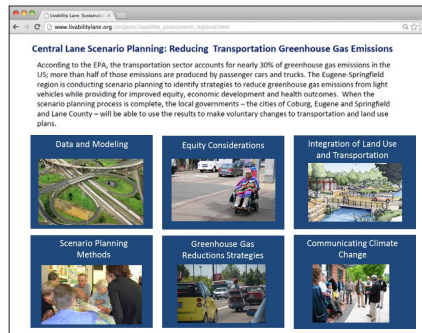 Livability Lane: Sustainab
www.livabilitylane.org/projects/baseline_assessment_regional.htm
Central Lane Scenario Planning: Reducing Transportation Greenhouse Gas Emissions
According to the EPA, the transportation sector accounts for nearly 30% of greenhouse gas emissions in the
US; more than half of those emissions are produced by passenger cars and trucks. The Eugene-Springfield
region is conducting scenario planning to identify strategies to reduce greenhouse gas emissions from light
vehicles while providing for improved equity, economic development and health outcomes. When the
scenario planning process is complete, the local governments – the cities of Coburg, Eugene and Springfield
and Lane County – will be able to use the results to make voluntary changes to transportation and land use
plans.
Data and Modeling
Equity Considerations
Integration of Land Use
and Transportation
Scenario Planning
Methods
Greenhouse Gas
Reductions Strategies
Communicating Climate
Change